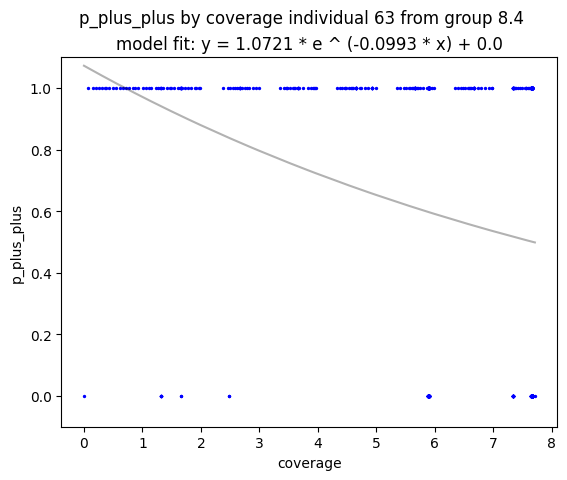 p_plus_plus by coverage individual 63 from group 8.4
model fit: y = 1.0721 * e ^ (-0.0993 * x) + 0.0
1.0
0.8
0.6
0.4
0.2
0.0
p_plus_plus
0 1 2 3 4 5 6 7 8
coverage